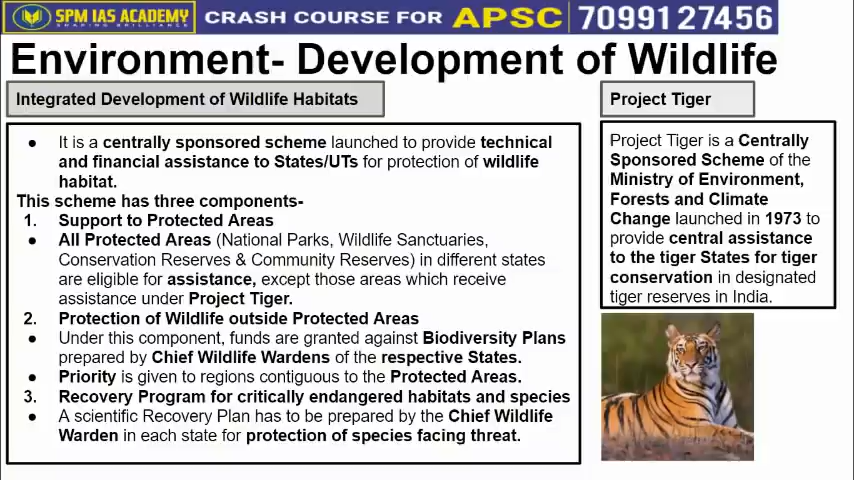 SPM IAS ACADEMY
SHARING BRILLIANCE
CRASH COURSE FOR APSC 7099127456
Environment- Development of Wildlife
Integrated Development of Wildlife Habitats
● It is a centrally sponsored scheme launched to provide technical
and financial assistance to States/UTs for protection of wildlife
habitat.
This scheme has three components-
1. Support to Protected Areas
● All Protected Areas (National Parks, Wildlife Sanctuaries,
Conservation Reserves & Community Reserves) in different states
are eligible for assistance, except those areas which receive
assistance under Project Tiger.
2. Protection of Wildlife outside Protected Areas
● Under this component, funds are granted against Biodiversity Plans
prepared by Chief Wildlife Wardens of the respective States.
● Priority is given to regions contiguous to the Protected Areas.
3. Recovery Program for critically endangered habitats and species
● A scientific Recovery Plan has to be prepared by the Chief Wildlife
Warden in each state for protection of species facing threat.
Project Tiger
Project Tiger is a Centrally
Sponsored Scheme of the
Ministry of Environment,
Forests and Climate
Change launched in 1973 to
provide central assistance
to the tiger States for tiger
conservation in designated
tiger reserves in India.